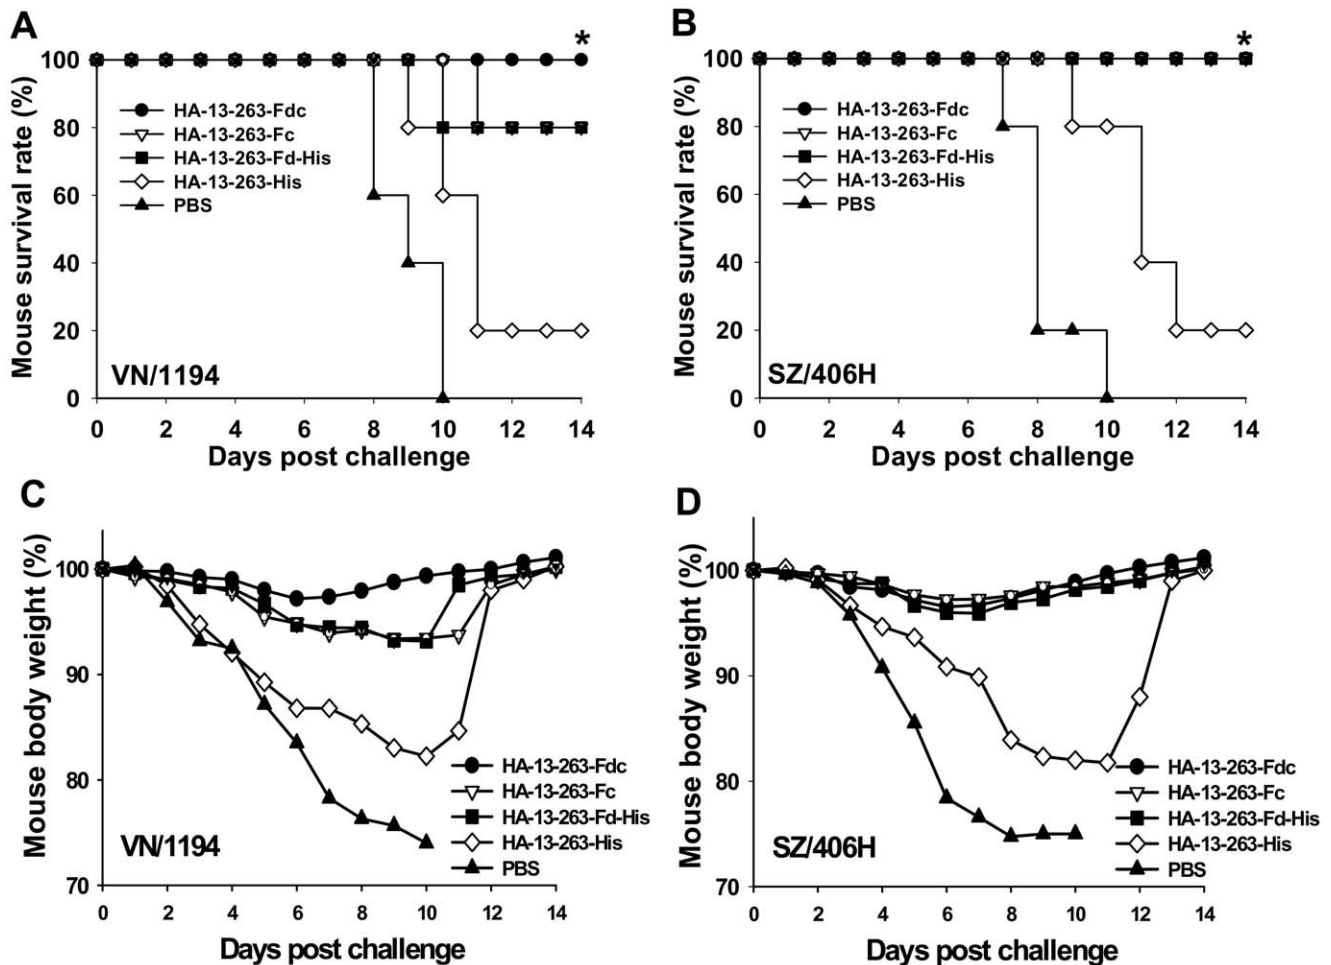 A
*
Mouse survival rate (%)
100
80
60
40
20
0
HA-13-263-Fdc
HA-13-263-Fc
HA-13-263-Fd-His
HA-13-263-His
PBS
VN/1194
0 2 4 6 8 10 12 14
Days post challenge
B
*
Mouse survival rate (%)
100
80
60
40
20
0
HA-13-263-Fdc
HA-13-263-Fc
HA-13-263-Fd-His
HA-13-263-His
PBS
SZ/406H
0 2 4 6 8 10 12 14
Days post challenge
C
Mouse body weight (%)
100
90
80
70
HA-13-263-Fdc
HA-13-263-Fc
HA-13-263-Fd-His
HA-13-263-His
PBS
VN/1194
0 2 4 6 8 10 12 14
Days post challenge
D
Mouse body weight (%)
100
90
80
70
HA-13-263-Fdc
HA-13-263-Fc
HA-13-263-Fd-His
HA-13-263-His
PBS
SZ/406H
0 2 4 6 8 10 12 14
Days post challenge